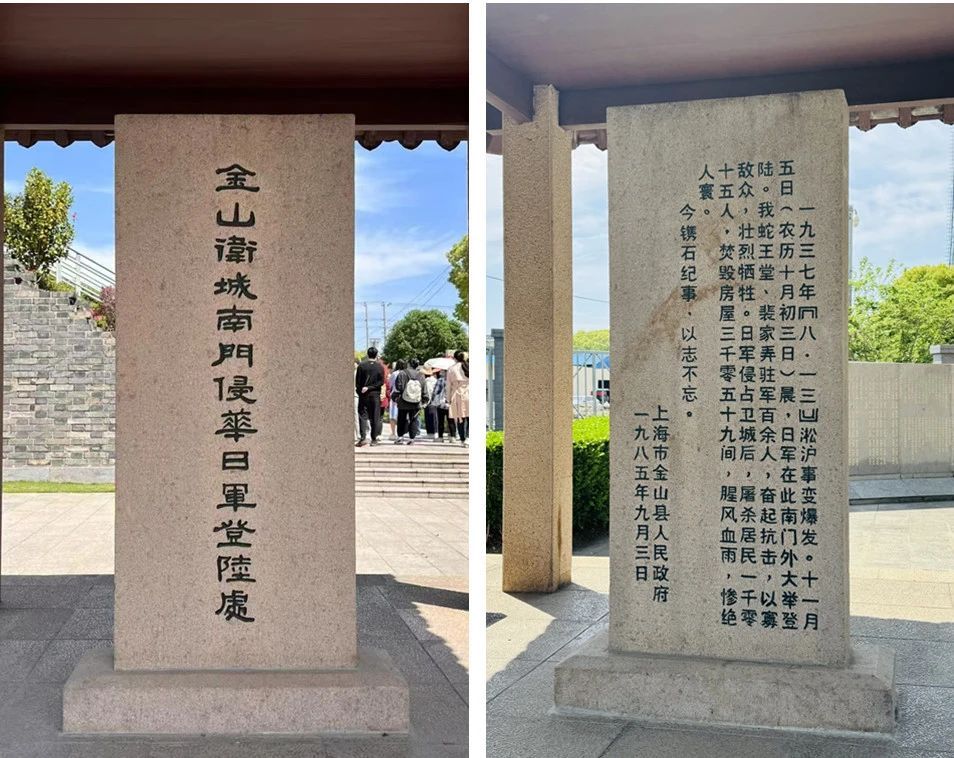 金山衛城南門侵華日軍登陸處
一九三七年﹁八·一三﹂淞沪事变爆发。十一月
五日（农历十月初三日）晨，日军在此南门外大举登
陆。我蛇王堂、裴家弄驻军百余人，奋起抗击，以寡
敌众，壮烈牺牲。日军侵占卫城后，屠杀居民一千零
十五人，焚毁房屋三千零五十九间，腥风血雨，惨绝
人寰。
今镌石纪事，以志不忘。
上海市金山县人民政府
一九八五年九月三日